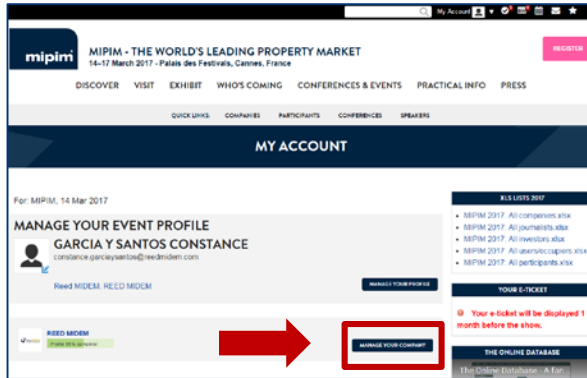 My Account
mipim
MIPIM - THE WORLD'S LEADING PROPERTY MARKET
14-17 March 2017 - Palais des Festivals, Cannes, France
REGISTER
DISCOVER VISIT EXHIBIT WHO'S COMING CONFERENCES & EVENTS PRACTICAL INFO PRESS
QUICK LINKS: COMPANIES PARTICIPANTS CONFERENCES SPEAKERS
MY ACCOUNT
For: MIPIM, 14 Mar 2017
MANAGE YOUR EVENT PROFILE
GARCIA Y SANTOS CONSTANCE
constance.garciaysantos@reedmidem.com
Reed MIDEM, REED MIDEM
MANAGE YOUR PROFILE
REED MIDEM
MANAGE YOUR COMPANY
XLS LISTS 2017
MIPIM 2017: All companies.xlsx
MIPIM 2017: All journalists.xlsx
MIPIM 2017: All investors.xlsx
MIPIM 2017: All users/occupiers.xlsx
MIPIM 2017: All participants.xlsx
YOUR E-TICKET
Your e-ticket will be displayed 1
month before the show.
THE ONLINE DATABASE
The Online Database - A fan